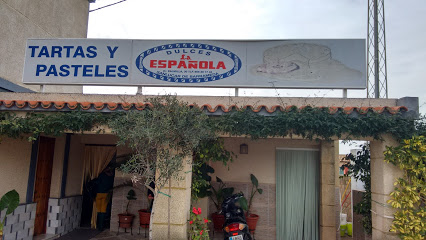 TARTAS Y
PASTELES
DULCES
LA
ESPAÑOLA